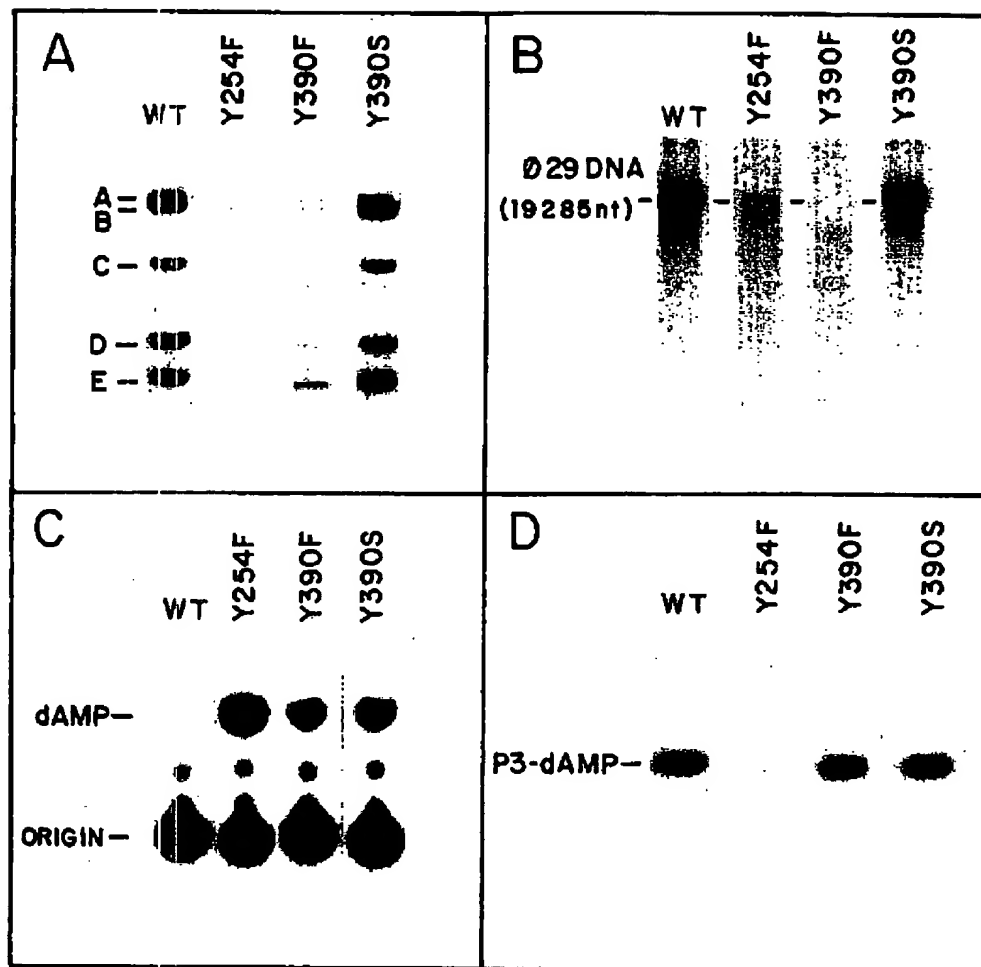 A
WT Y254F Y390F Y390S
A
B
C
D
E
B
WT Y254F Y390F Y390S
Ø29 DNA
(19285nt)
C
WT Y254F Y390F Y390S
dAMP
ORIGIN
D
WT Y254F Y390F Y390S
P3-dAMP